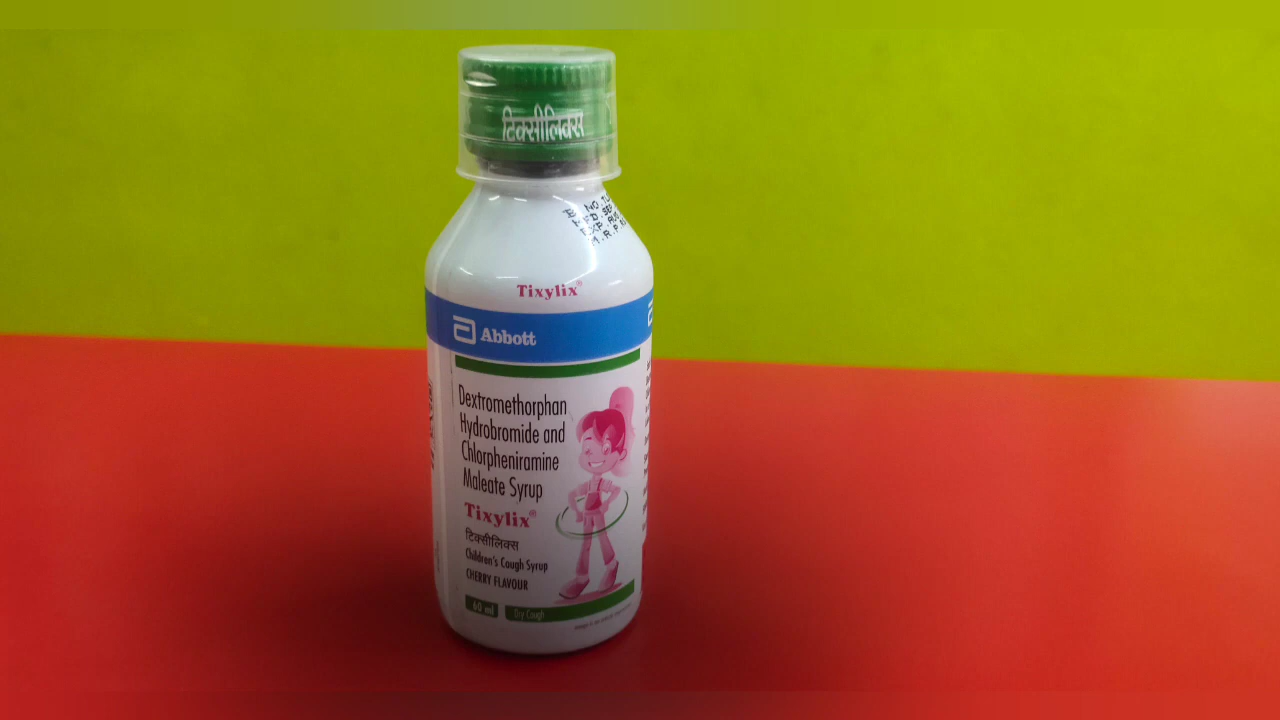 टिक्सीलिक्स
Tixylix®
Abbott
Dextromethorphan
Hydrobromide and
Chlorpheniramine
Maleate Syrup
Tixylix®
टिक्सीलिक्स
Children's Cough Syrup
CHERRY FLAVOUR
60 ml Dry Cough